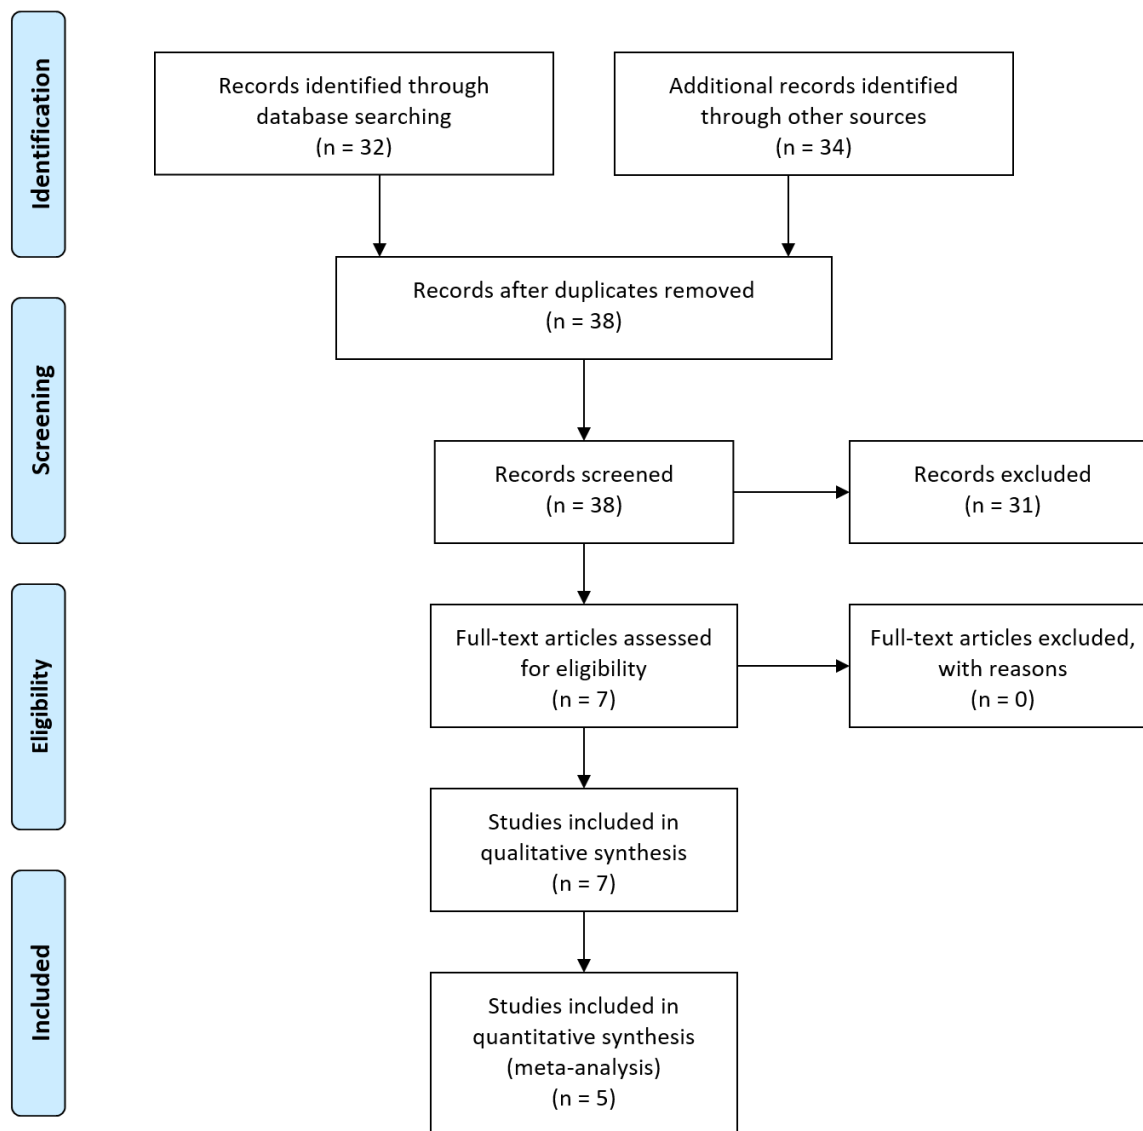 Identification
Records identified through
database searching
(n = 32)
Additional records identified
through other sources
(n = 34)
Records after duplicates removed
(n = 38)
Screening
Records screened
(n = 38)
Records excluded
(n = 31)
Eligibility
Full-text articles assessed
for eligibility
(n = 7)
Full-text articles excluded,
with reasons
(n = 0)
Studies included in
qualitative synthesis
(n = 7)
Included
Studies included in
quantitative synthesis
(meta-analysis)
(n = 5)